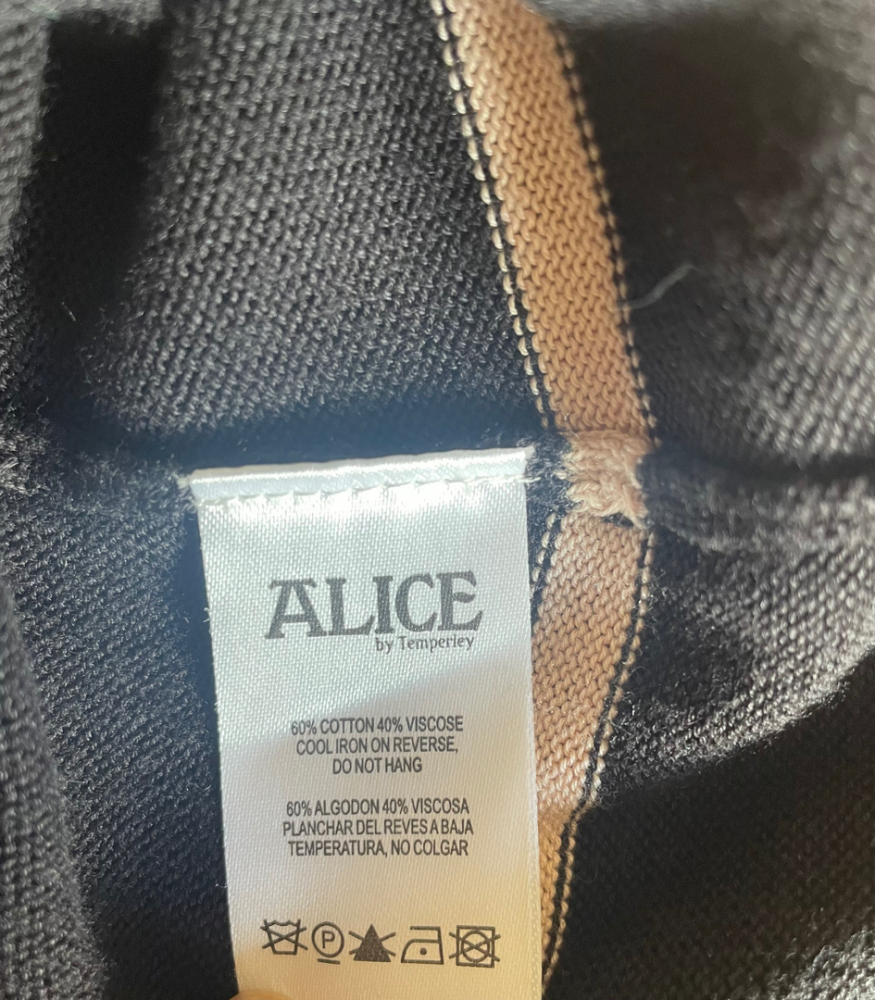 ALICE
by Temperley
60% COTTON 40% VISCOSE
COOL IRON ON REVERSE,
DO NOT HANG
60% ALGODON 40% VISCOSA
PLANCHAR DEL REVES A BAJA
TEMPERATURA, NO COLGAR
P